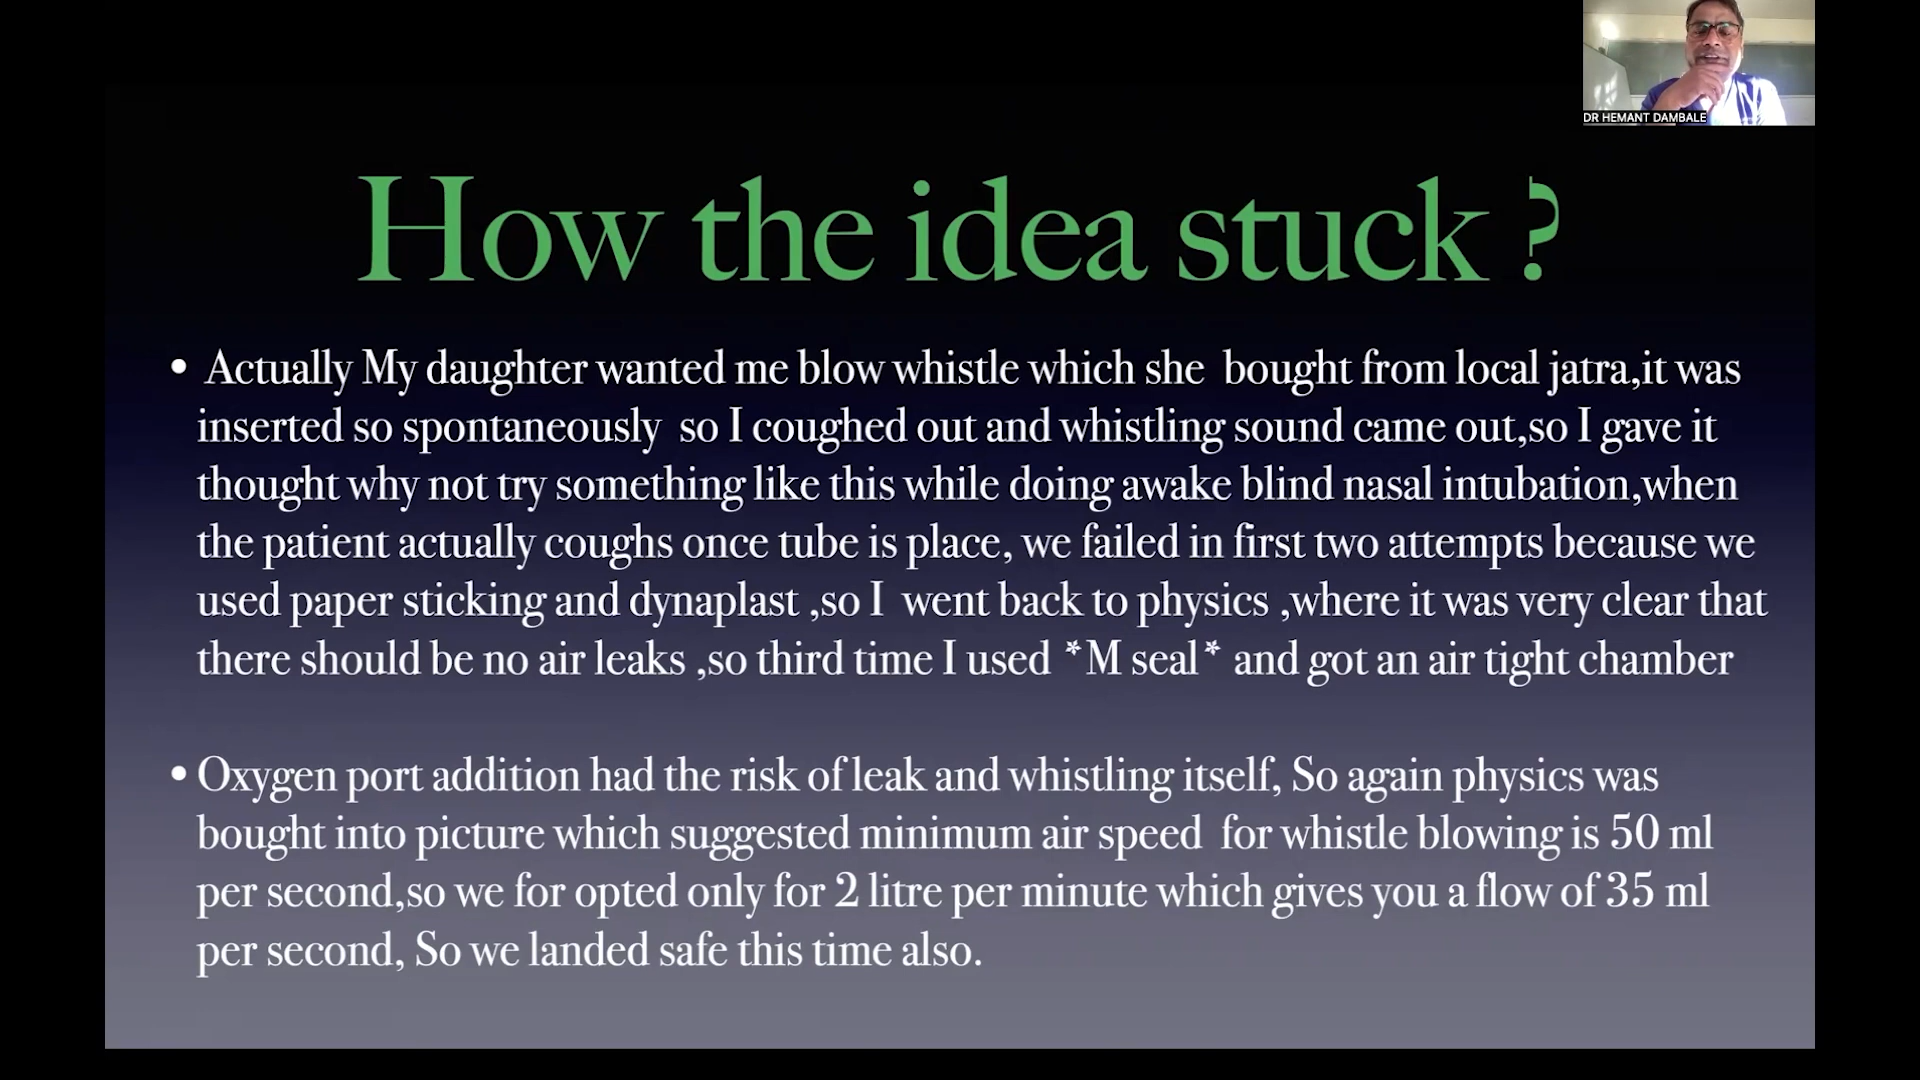 DR HEMANT DAMBALE
How the idea stuck ?
• Actually My daughter wanted me blow whistle which she bought from local jatra,it was
inserted so spontaneously so I coughed out and whistling sound came out,so I gave it
thought why not try something like this while doing awake blind nasal intubation,when
the patient actually coughs once tube is place, we failed in first two attempts because we
used paper sticking and dynaplast ,so I went back to physics ,where it was very clear that
there should be no air leaks ,so third time I used *M seal* and got an air tight chamber
• Oxygen port addition had the risk of leak and whistling itself, So again physics was
bought into picture which suggested minimum air speed for whistle blowing is 50 ml
per second,so we for opted only for 2 litre per minute which gives you a flow of 35 ml
per second, So we landed safe this time also.